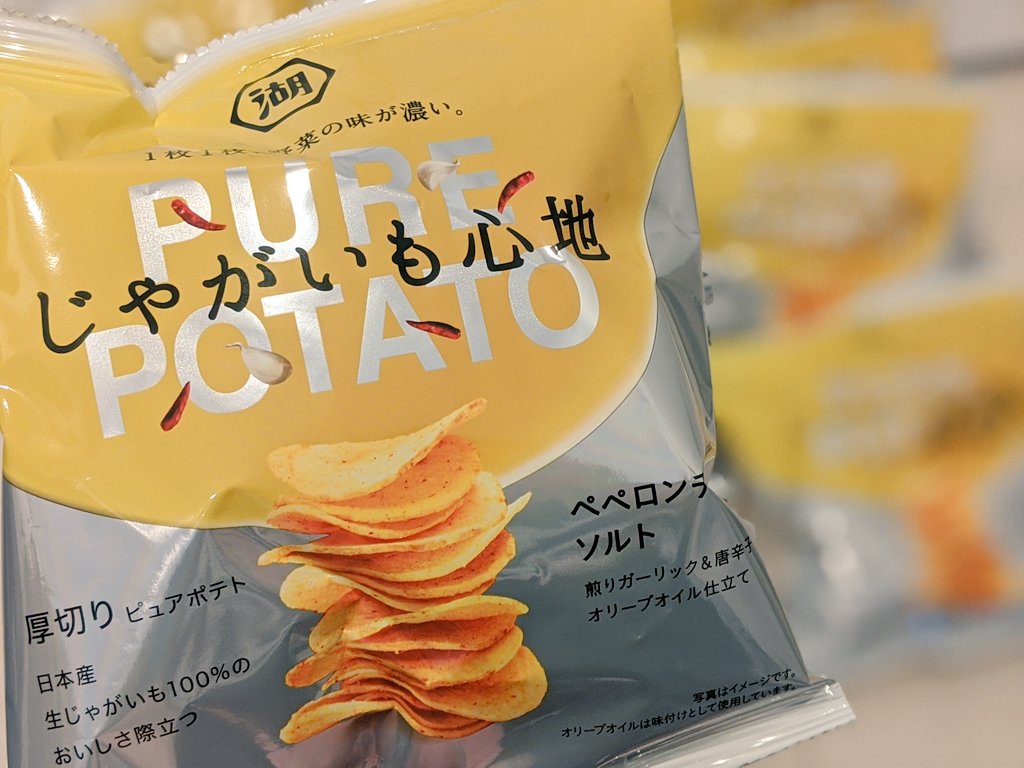 湖
1枚1枚、野菜の味が濃い。
PURE
じゃがいも心地
POTATO
ペペロン
ソルト
煎りガーリック&唐辛子
オリーブオイル仕立て
厚切り ピュアポテト
日本産
生じゃがいも100%の
おいしさ際立つ
写真はイメージです。
オリーブオイルは味付けとして使用しています。